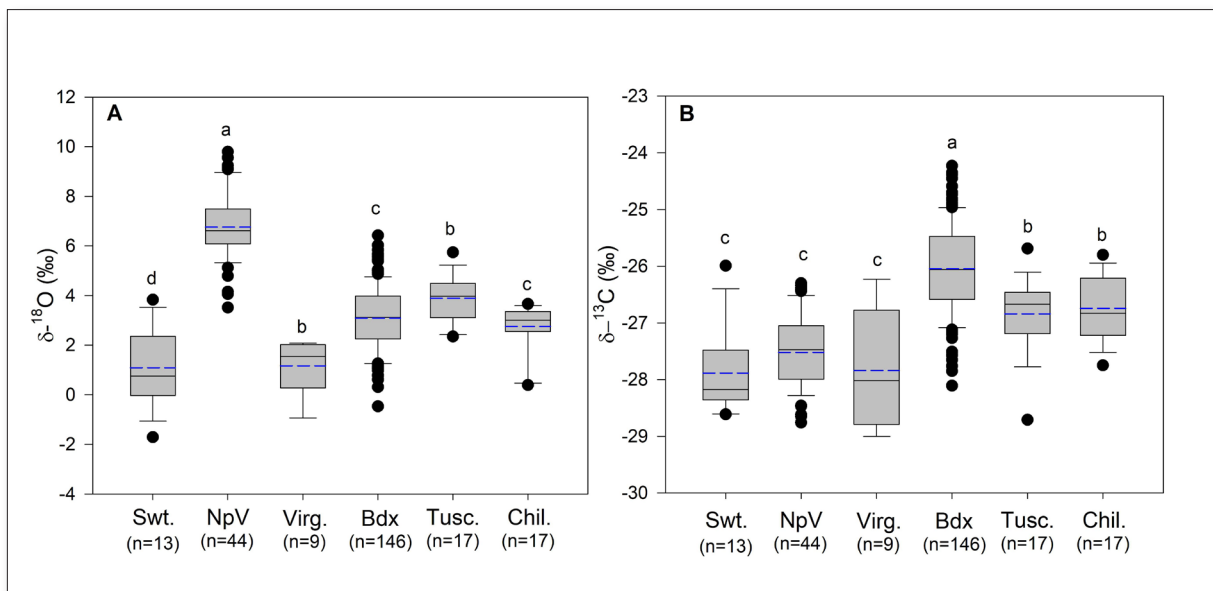 A
δ-¹⁸O (‰)
12
10
8
6
4
2
0
-2
-4
d
a
b
c
b
c
Swt. NpV Virg. Bdx Tusc. Chil.
(n=13) (n=44) (n=9) (n=146) (n=17) (n=17)
B
δ–¹³C (‰)
-23
-24
-25
-26
-27
-28
-29
-30
c
c
c
a
b
b
Swt. NpV Virg. Bdx Tusc. Chil.
(n=13) (n=44) (n=9) (n=146) (n=17) (n=17)